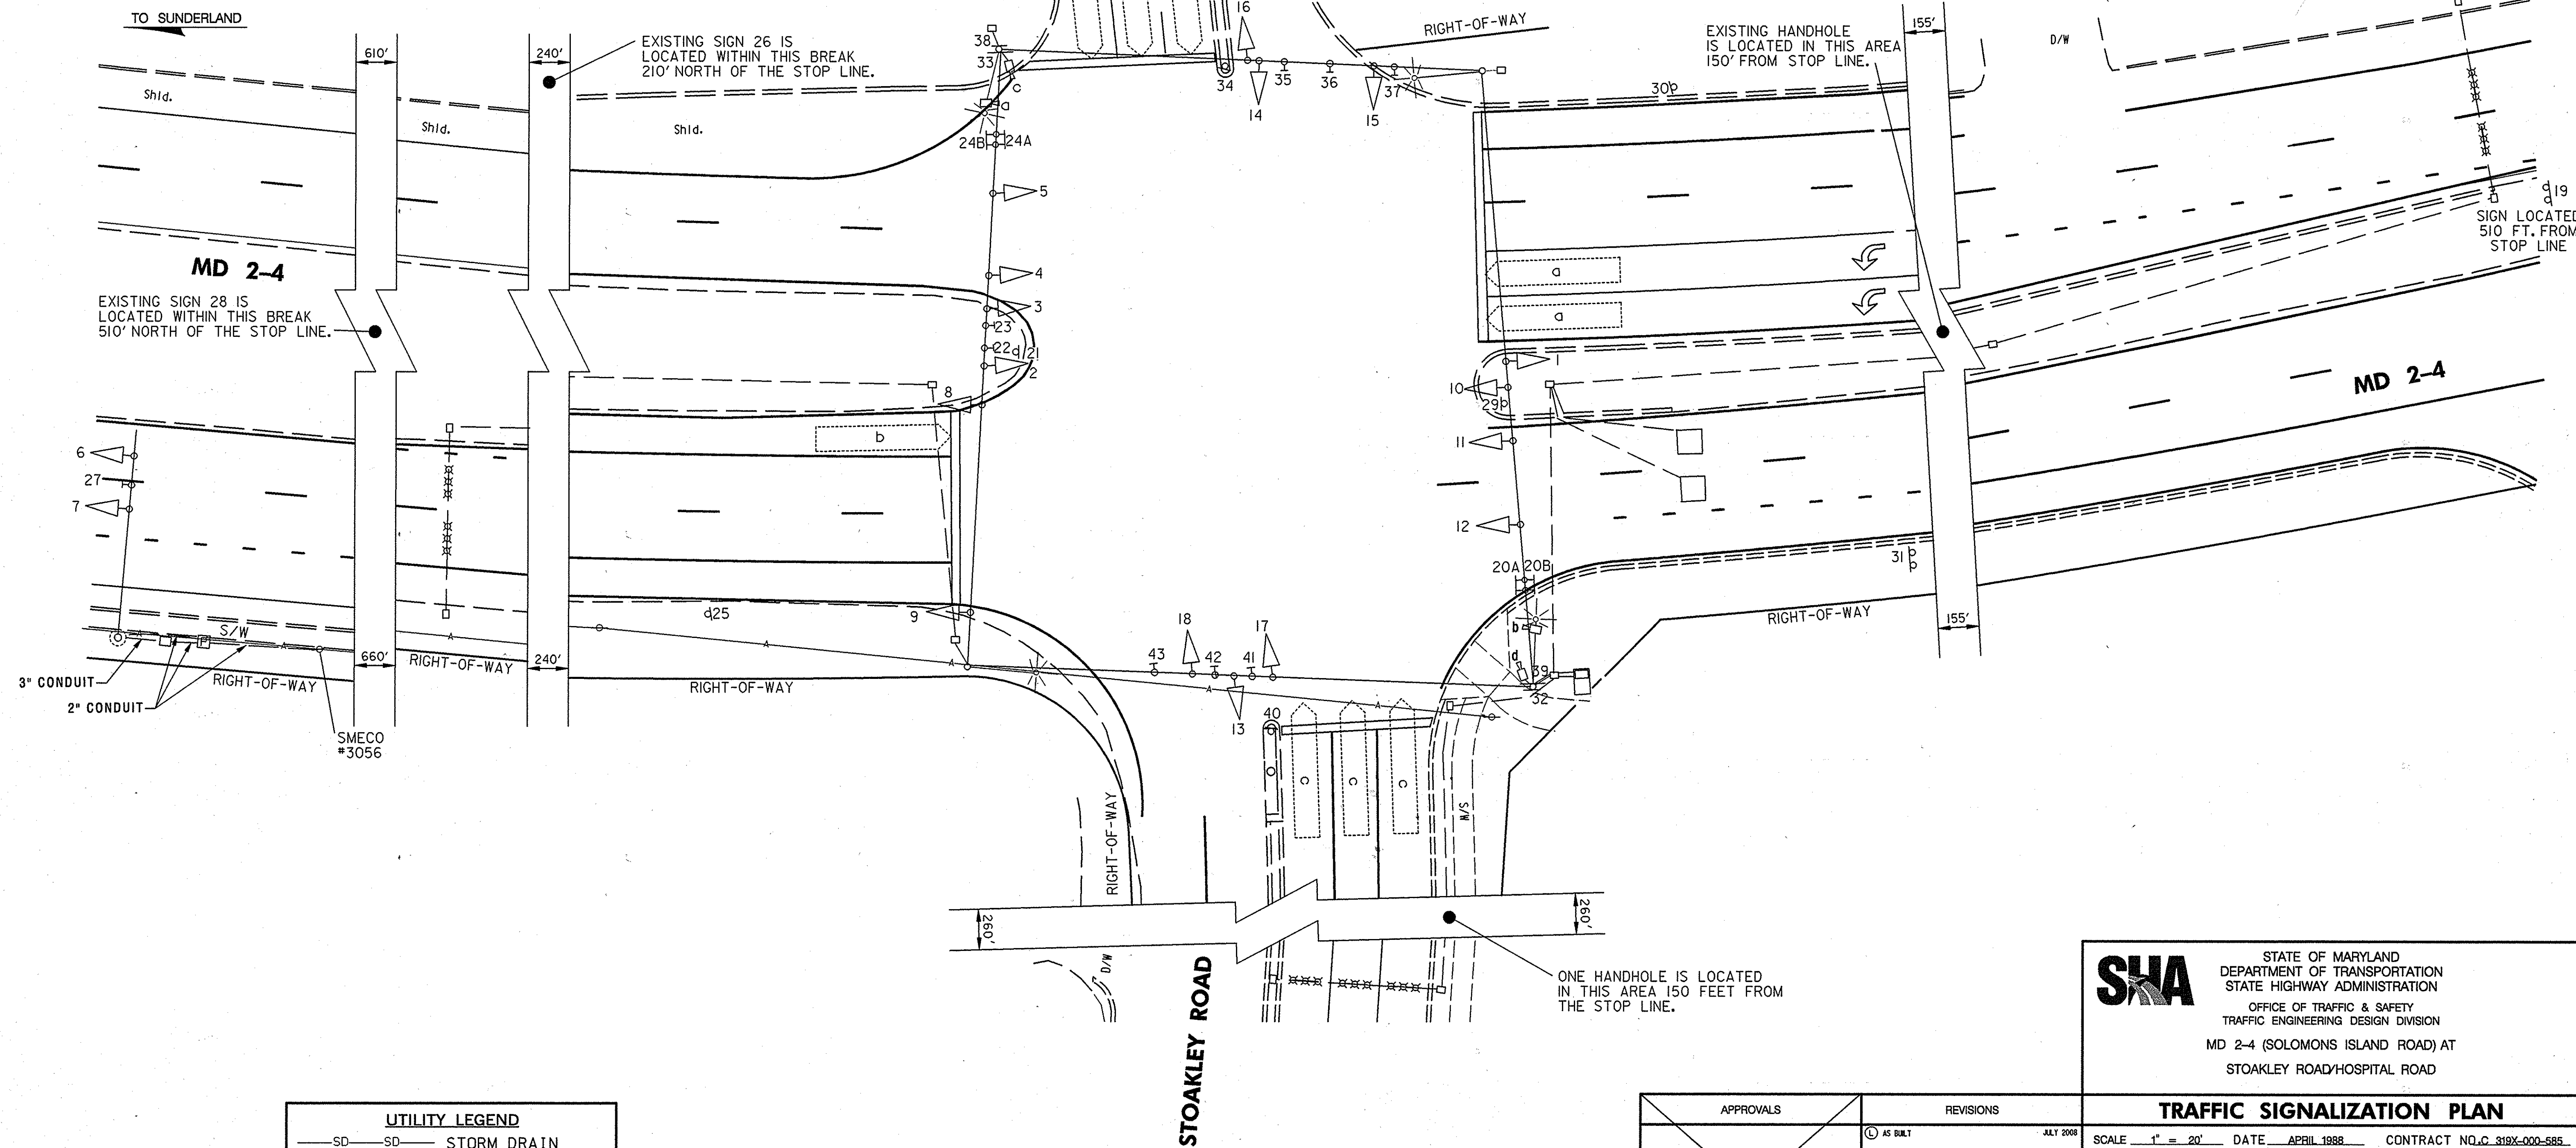 TO SUNDERLAND
610'
240'
EXISTING SIGN 26 IS
LOCATED WITHIN THIS BREAK
210' NORTH OF THE STOP LINE.
38
33
c
a
16
34
14
35
36
15
37
RIGHT-OF-WAY
EXISTING HANDHOLE
IS LOCATED IN THIS AREA
150' FROM STOP LINE.
155'
D/W
30
Shld.
Shld.
Shld.
24B
24A
5
4
3
23
22
21
2
19
SIGN LOCATED
510 FT. FROM
STOP LINE
MD 2-4
EXISTING SIGN 28 IS
LOCATED WITHIN THIS BREAK
510' NORTH OF THE STOP LINE.
a
a
1
10
29
11
12
MD 2-4
8
b
6
27
7
20A
20B
31
155'
RIGHT-OF-WAY
25
9
S/W
A
A
A
A
A
A
A
660'
240'
RIGHT-OF-WAY
RIGHT-OF-WAY
RIGHT-OF-WAY
3" CONDUIT
2" CONDUIT
SMECO
#3056
43
18
42
41
17
13
40
b
d
39
32
c
c
c
S/W
RIGHT-OF-WAY
260'
260'
D/W
STOAKLEY ROAD
ONE HANDHOLE IS LOCATED
IN THIS AREA 150 FEET FROM
THE STOP LINE.
UTILITY LEGEND
SD SD STORM DRAIN
SHA
STATE OF MARYLAND
DEPARTMENT OF TRANSPORTATION
STATE HIGHWAY ADMINISTRATION
OFFICE OF TRAFFIC & SAFETY
TRAFFIC ENGINEERING DESIGN DIVISION
MD 2-4 (SOLOMONS ISLAND ROAD) AT
STOAKLEY ROAD/HOSPITAL ROAD
APPROVALS
REVISIONS
L AS BUILT JULY 2008
TRAFFIC SIGNALIZATION PLAN
SCALE 1" = 20' DATE APRIL 1988 CONTRACT NO. C 319X-000-585